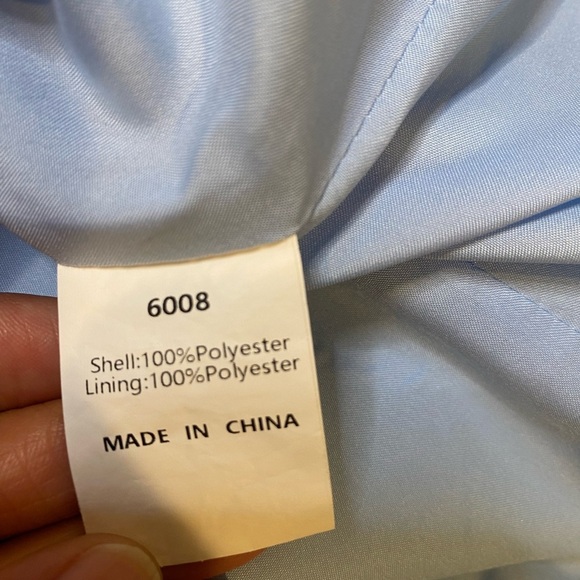 6008
Shell:100%Polyester
Lining:100%Polyester
MADE IN CHINA